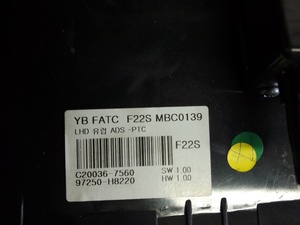 YB FATC F22S MBC0139
LHD 유럽 ADS -PTC
F22S
C20036-7560 SW 1.00
97250-H8220 HW 1.00